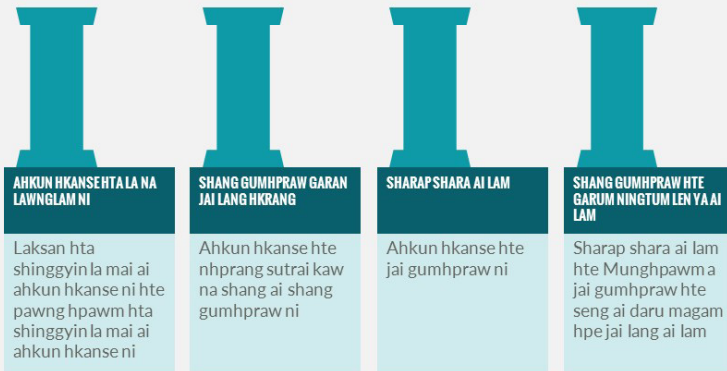 AHKUN HKANSE HTA LA NA
LAWNGLAM NI
Laksan hta
shinggyin la mai ai
ahkun hkanse ni hte
pawng hpawm hta
shinggyin la mai ai
ahkun hkanse ni
SHANG GUMHPRAW GARAN
JAI LANG HKRANG
Ahkun hkanse hte
nhprang sutrai kaw
na shang ai shang
gumhpraw ni
SHARAP SHARA AI LAM
Ahkun hkanse hte
jai gumhpraw ni
SHANG GUMHPRAW HTE
GARUM NINGTUM LEN YA AI
LAM
Sharap shara ai lam
hte Munghpawm a
jai gumhpraw hte
seng ai daru magam
hpe jai lang ai lam